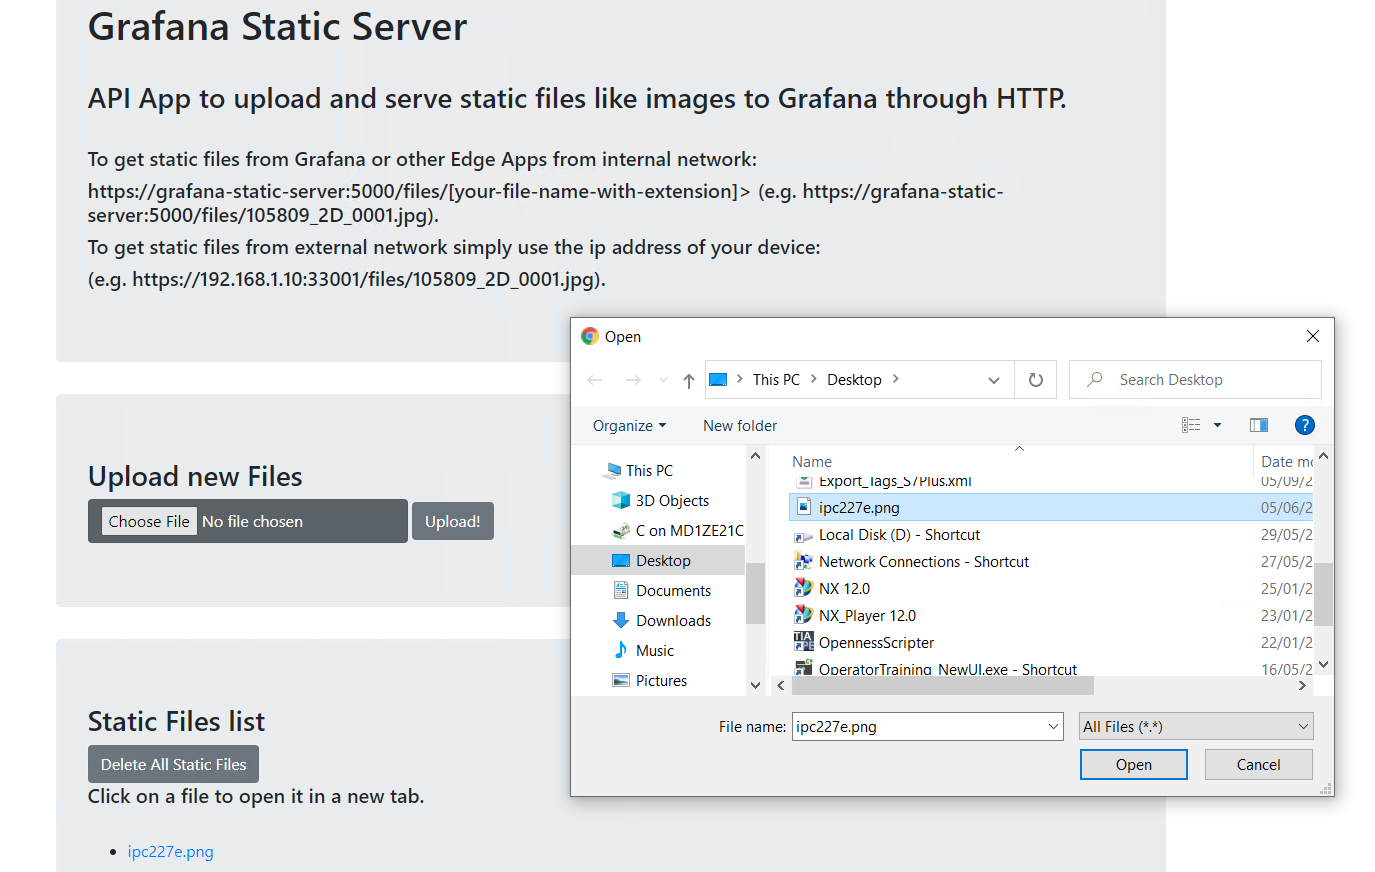 Grafana Static Server
API App to upload and serve static files like images to Grafana through HTTP.
To get static files from Grafana or other Edge Apps from internal network:
https://grafana-static-server:5000/files/[your-file-name-with-extension]> (e.g. https://grafana-static-
server:5000/files/105809_2D_0001.jpg).
To get static files from external network simply use the ip address of your device:
(e.g. https://192.168.1.10:33001/files/105809_2D_0001.jpg).
Upload new Files
Choose File No file chosen Upload!
Static Files list
Delete All Static Files
Click on a file to open it in a new tab.
ipc227e.png
Open
This PC > Desktop >
Search Desktop
Organize
New folder
?
This PC
3D Objects
C on MD1ZE21C
Desktop
Documents
Downloads
Music
Pictures
Name Date mo
Export_Tags_S7Plus.xml 05/09/2
ipc227e.png 05/06/2
Local Disk (D) - Shortcut 29/05/2
Network Connections - Shortcut 27/05/2
NX 12.0 25/01/2
NX_Player 12.0 23/01/2
OpennessScripter 22/01/2
OperatorTraining_NewUI.exe - Shortcut 16/05/2
File name: ipc227e.png All Files (*.*)
Open Cancel